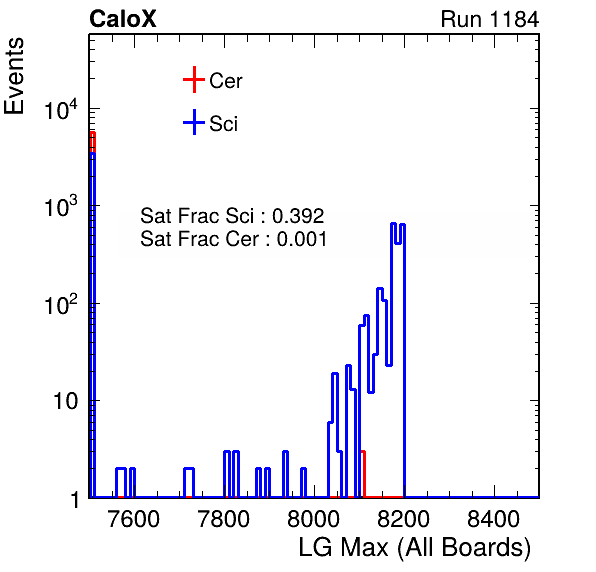 CaloX Run 1184
Events
Cer
Sci
Sat Frac Sci : 0.392
Sat Frac Cer : 0.001
10^4
10^3
10^2
10
1
7600 7800 8000 8200 8400
LG Max (All Boards)